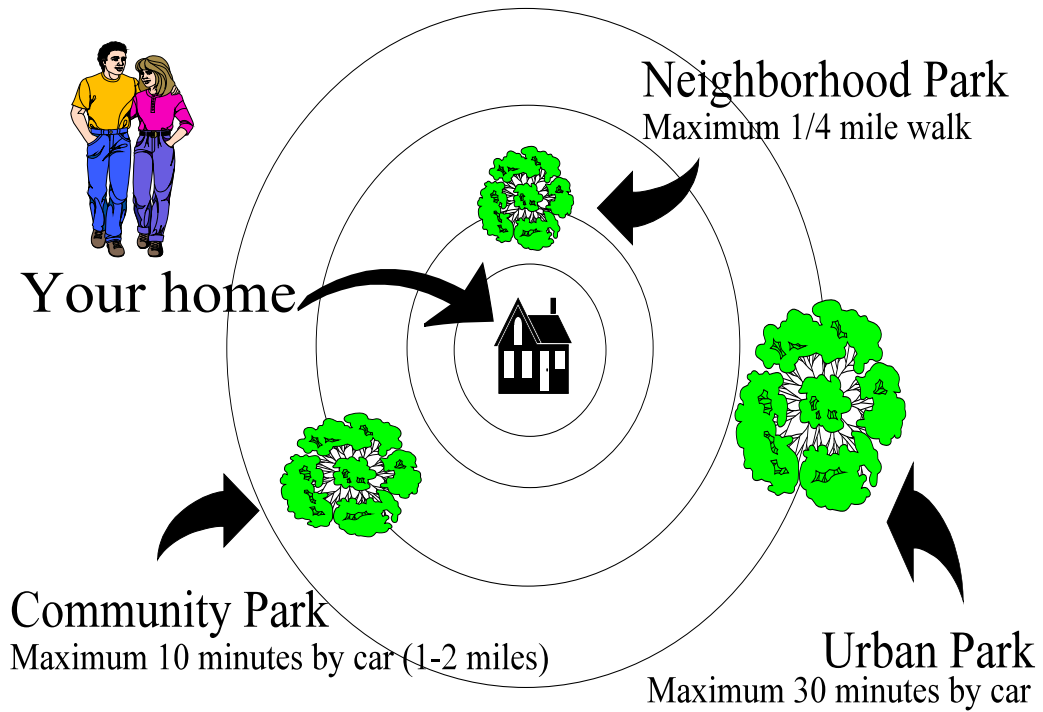 Neighborhood Park
Maximum 1/4 mile walk
Your home
Community Park
Maximum 10 minutes by car (1-2 miles)
Urban Park
Maximum 30 minutes by car